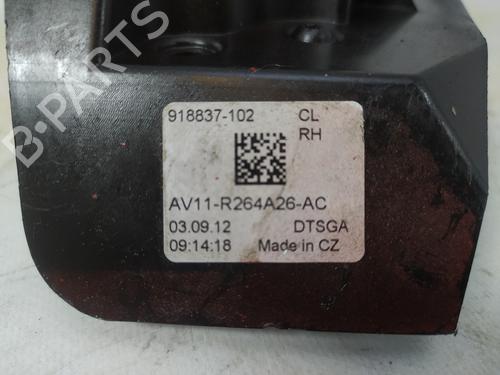 B-PARTS
918837-102 CL
RH
AV11-R264A26-AC
03.09.12 DTSGA
09:14:18 Made in CZ